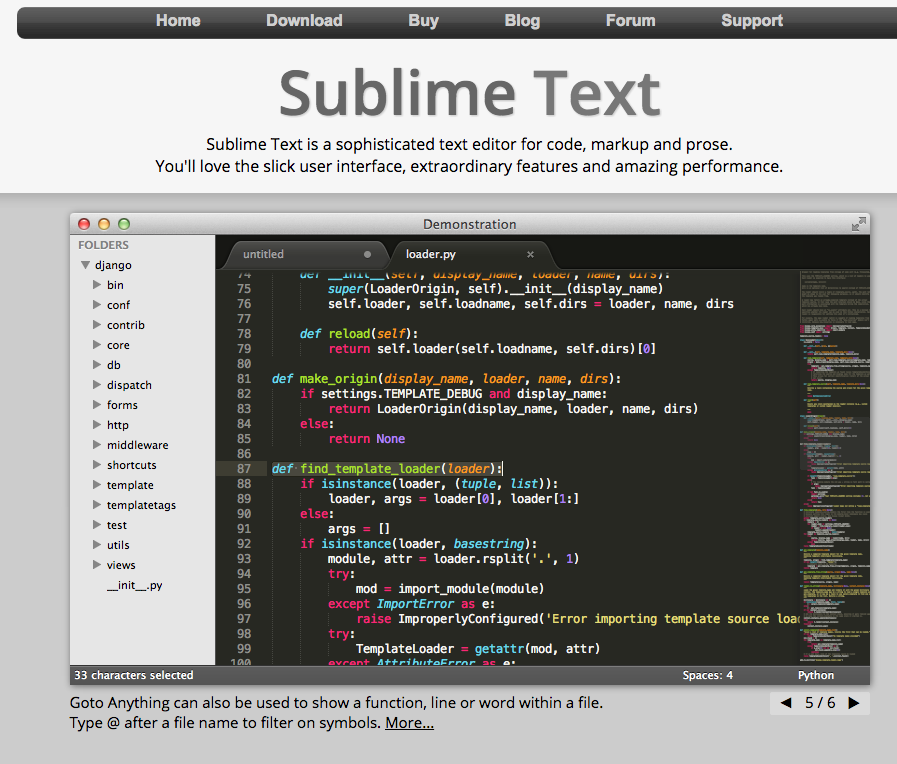 Home Download Buy Blog Forum Support
Sublime Text
Sublime Text is a sophisticated text editor for code, markup and prose.
You'll love the slick user interface, extraordinary features and amazing performance.
Demonstration
FOLDERS
django
bin
conf
contrib
core
db
dispatch
forms
http
middleware
shortcuts
template
templatetags
test
utils
views
__init__.py
untitled loader.py
74 def __init__(self, display_name, loader, name, dirs):
75 super(LoaderOrigin, self).__init__(display_name)
76 self.loader, self.loadname, self.dirs = loader, name, dirs
77
78 def reload(self):
79 return self.loader(self.loadname, self.dirs)[0]
80
81 def make_origin(display_name, loader, name, dirs):
82 if settings.TEMPLATE_DEBUG and display_name:
83 return LoaderOrigin(display_name, loader, name, dirs)
84 else:
85 return None
86
87 def find_template_loader(loader):
88 if isinstance(loader, (tuple, list)):
89 loader, args = loader[0], loader[1:]
90 else:
91 args = []
92 if isinstance(loader, basestring):
93 module, attr = loader.rsplit('.', 1)
94 try:
95 mod = import_module(module)
96 except ImportError as e:
97 raise ImproperlyConfigured('Error importing template source loa
98 try:
99 TemplateLoader = getattr(mod, attr)
100 except AttributeError as e:
33 characters selected Spaces: 4 Python
Goto Anything can also be used to show a function, line or word within a file.
Type @ after a file name to filter on symbols. More...
5 / 6